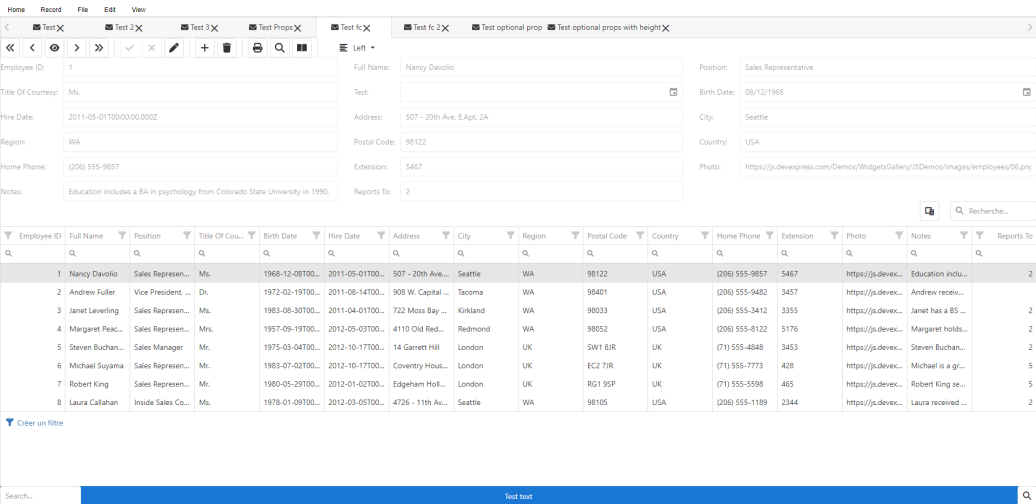 Home Record File Edit View
Test Test 2 Test 3 Test Props Test fc Test fc 2 Test optional prop Test optional props with height
Left
Employee ID: 1 Full Name: Nancy Davolio Position: Sales Representative
Title Of Courtesy: Ms. Test: Birth Date: 08/12/1968
Hire Date: 2011-05-01T00:00:00.000Z Address: 507 - 20th Ave. E.Apt. 2A City: Seattle
Region: WA Postal Code: 98122 Country: USA
Home Phone: (206) 555-9857 Extension: 5467 Photo: https://js.devexpress.com/Demos/WidgetsGallery/JSDemos/images/employees/06.png
Notes: Education includes a BA in psychology from Colorado State University in 1990. Reports To: 2
Recherche...
Employee ID Full Name Position Title Of Cou... Birth Date Hire Date Address City Region Postal Code Country Home Phone Extension Photo Notes Reports To
1 Nancy Davolio Sales Represen... Ms. 1968-12-08T00... 2011-05-01T00... 507 - 20th Ave.... Seattle WA 98122 USA (206) 555-9857 5467 https://js.devex... Education inclu... 2
2 Andrew Fuller Vice President, ... Dr. 1972-02-19T00... 2011-08-14T00... 908 W. Capital ... Tacoma WA 98401 USA (206) 555-9482 3457 https://js.devex... Andrew receiv...
3 Janet Leverling Sales Represen... Ms. 1983-08-30T00... 2011-04-01T00... 722 Moss Bay ... Kirkland WA 98033 USA (206) 555-3412 3355 https://js.devex... Janet has a BS ... 2
4 Margaret Peac... Sales Represen... Mrs. 1957-09-19T00... 2012-05-03T00... 4110 Old Red... Redmond WA 98052 USA (206) 555-8122 5176 https://js.devex... Margaret holds... 2
5 Steven Buchan... Sales Manager Mr. 1975-03-04T00... 2012-10-17T00... 14 Garrett Hill London UK SW1 8JR UK (71) 555-4848 3453 https://js.devex... Steven Buchan... 2
6 Michael Suyama Sales Represen... Mr. 1983-07-02T00... 2012-10-17T00... Coventry Hous... London UK EC2 7JR UK (71) 555-7773 428 https://js.devex... Michael is a gr... 5
7 Robert King Sales Represen... Mr. 1980-05-29T00... 2012-01-02T00... Edgeham Holl... London UK RG1 9SP UK (71) 555-5598 465 https://js.devex... Robert King se... 5
8 Laura Callahan Inside Sales Co... Ms. 1978-01-09T00... 2012-03-05T00... 4726 - 11th Av... Seattle WA 98105 USA (206) 555-1189 2344 https://js.devex... Laura received ... 2
Créer un filtre
Search... Test text